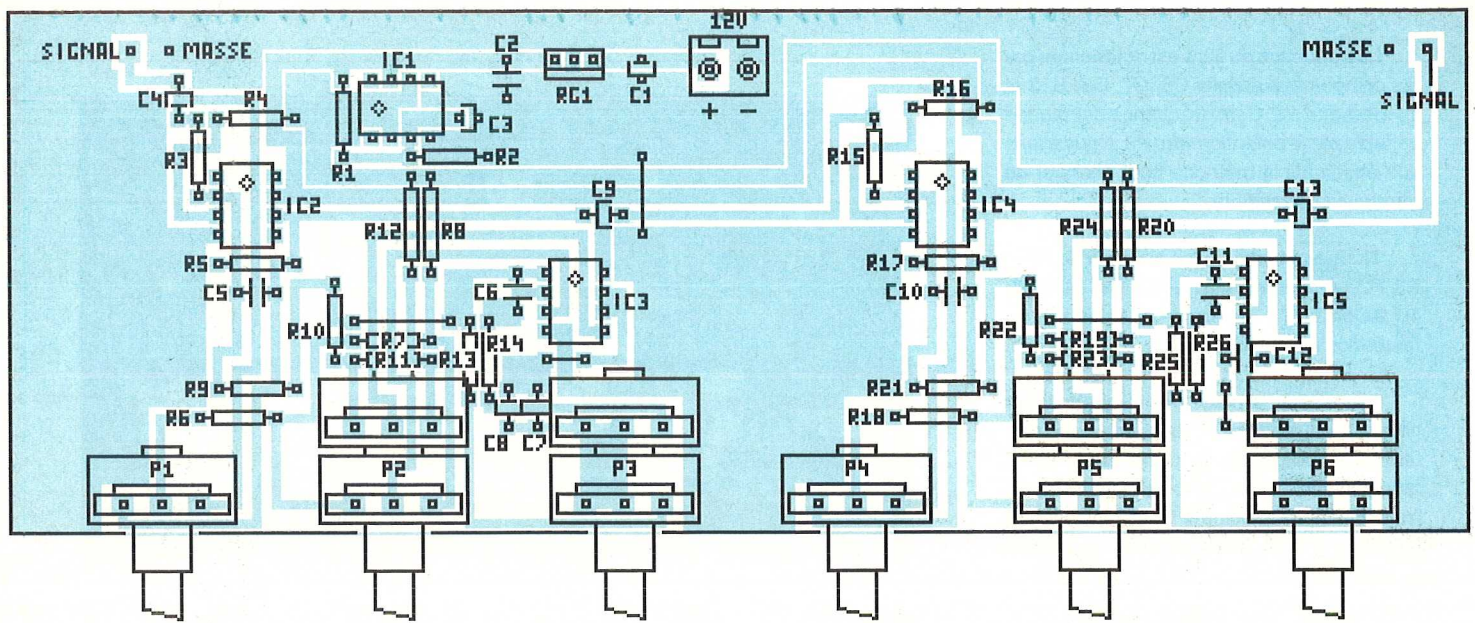 12V
SIGNAL MASSE
IC1
C2
MASSE
C4
R4
RG1
C1
R16
SIGNAL
+ −
C3
R3
R1
R2
R15
IC2
C9
IC4
C13
R12
R8
R24
R20
R5
R17
C11
C5
C6
IC3
C10
IC5
R10
R7
R14
R22
R19
R26
R11
R13
R23
R25
C12
R9
R21
R6
R18
C8 C7
P1
P2
P3
P4
P5
P6